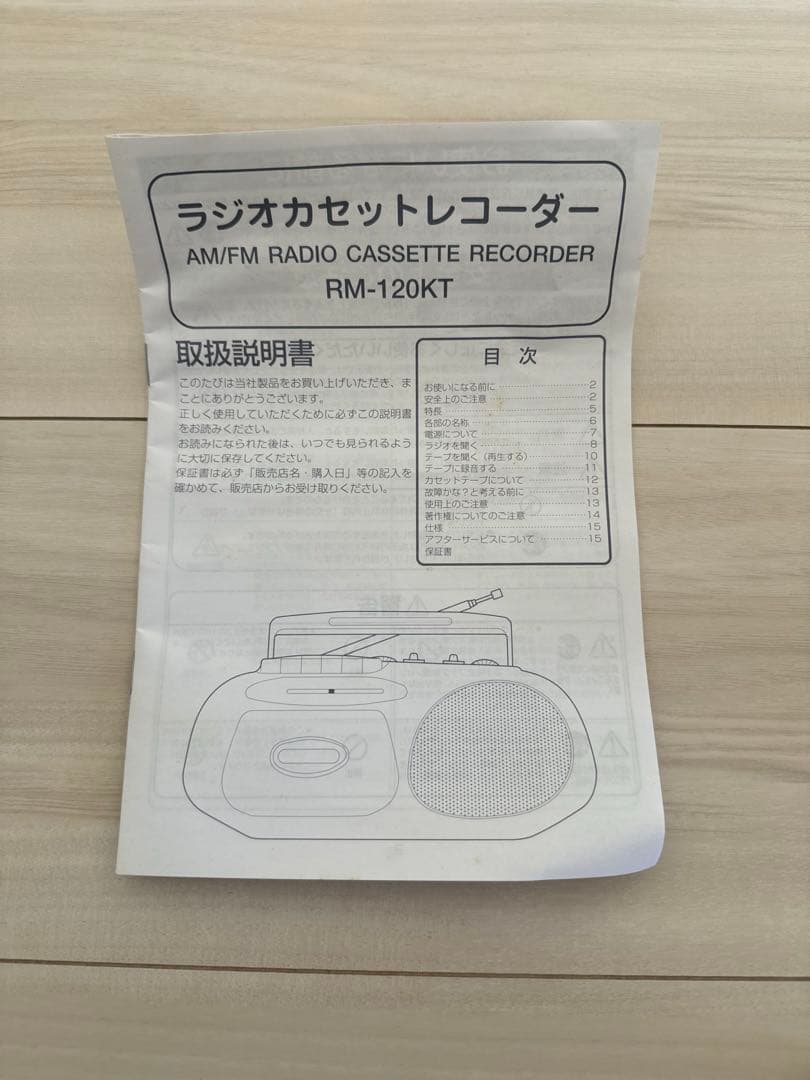 ラジオカセットレコーダー
AM/FM RADIO CASSETTE RECORDER
RM-120KT
取扱説明書
このたびは当社製品をお買い上げいただき、ま
ことにありがとうございます。
正しく使用していただくために必ずこの説明書
をお読みください。
お読みになられた後は、いつでも見られるよう
に大切に保存してください。
保証書は必ず「販売店名・購入日」等の記入を
確かめて、販売店からお受け取りください。
目 次
お使いになる前に……………………2
安全上のご注意………………………2
特長……………………………………5
各部の名称……………………………6
電源について…………………………7
ラジオを聞く…………………………8
テープを聞く（再生する）…………10
テープに録音する……………………11
カセットテープについて……………12
故障かな？と考える前に……………13
使用上のご注意………………………13
著作権についてのご注意……………14
仕様……………………………………15
アフターサービスについて…………15
保証書